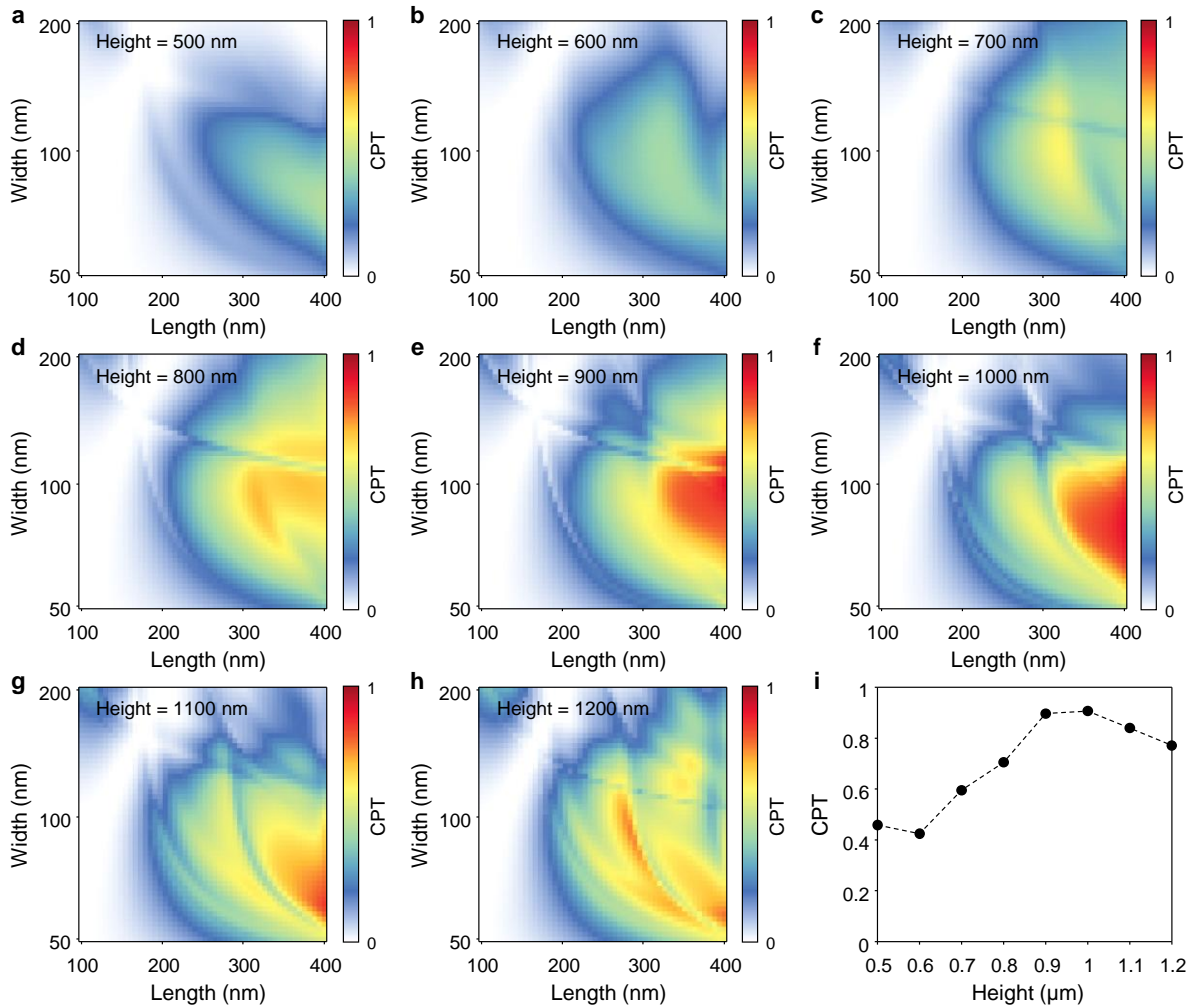 a
Height = 500 nm
200
100
50
Width (nm)
100 200 300 400
Length (nm)
1
0
CPT
b
Height = 600 nm
200
100
50
Width (nm)
100 200 300 400
Length (nm)
1
0
CPT
c
Height = 700 nm
200
100
50
Width (nm)
100 200 300 400
Length (nm)
1
0
CPT
d
Height = 800 nm
200
100
50
Width (nm)
100 200 300 400
Length (nm)
1
0
CPT
e
Height = 900 nm
200
100
50
Width (nm)
100 200 300 400
Length (nm)
1
0
CPT
f
Height = 1000 nm
200
100
50
Width (nm)
100 200 300 400
Length (nm)
1
0
CPT
g
Height = 1100 nm
200
100
50
Width (nm)
100 200 300 400
Length (nm)
1
0
CPT
h
Height = 1200 nm
200
100
50
Width (nm)
100 200 300 400
Length (nm)
1
0
CPT
i
1
0.8
0.6
0.4
0.2
0
CPT
0.5 0.6 0.7 0.8 0.9 1 1.1 1.2
Height (μm)